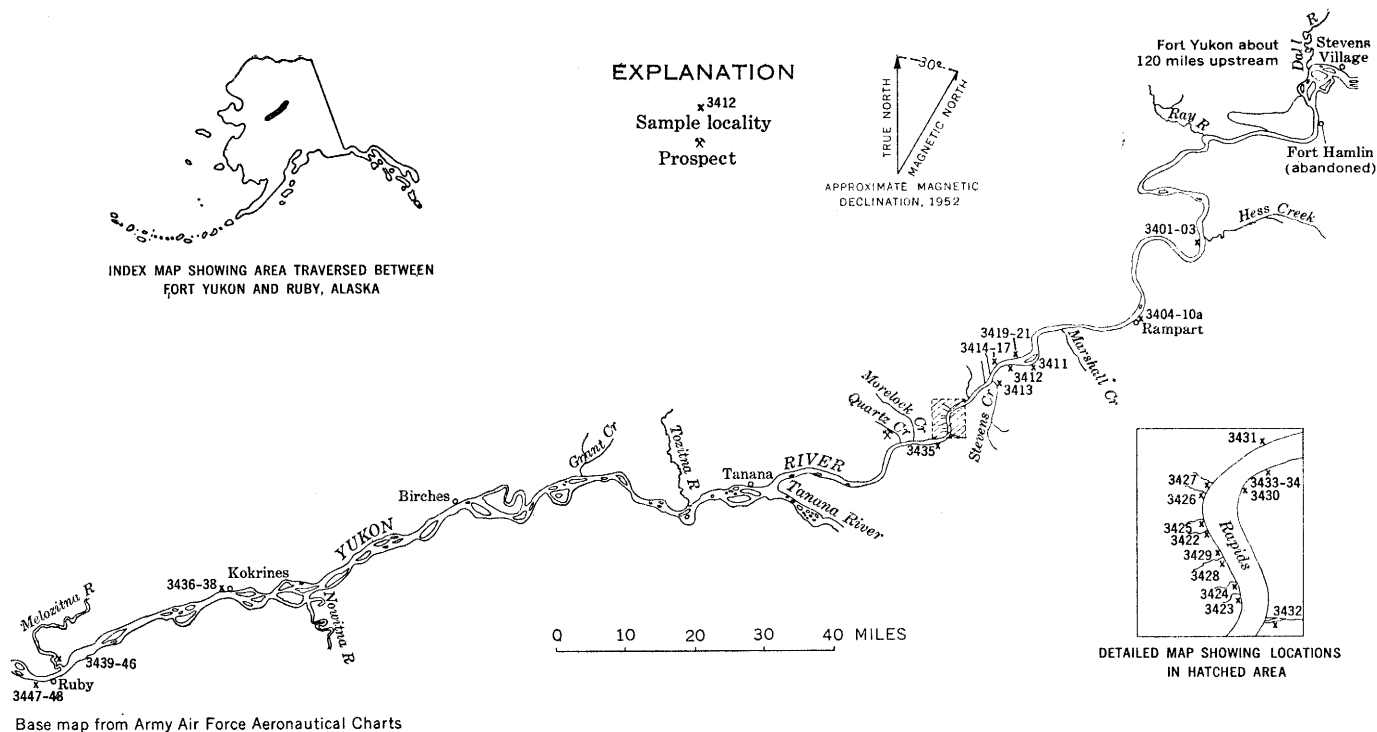 EXPLANATION
3412
Sample locality
Prospect
30°
TRUE NORTH
MAGNETIC NORTH
APPROXIMATE MAGNETIC
DECLINATION, 1952
INDEX MAP SHOWING AREA TRAVERSED BETWEEN
FORT YUKON AND RUBY, ALASKA
Fort Yukon about
120 miles upstream
Dall R
Stevens
Village
Ray R
Fort Hamlin
(abandoned)
Hess Creek
3401-03
3404-10a
Rampart
Marshall Cr
3419-21
3414-17
3411
3412
3413
Stevens Cr
Morelock Cr
Quartz Cr
3435
Grant Cr
Tozitna R
Tanana
RIVER
Tanana River
Birches
YUKON
Kokrines
3436-38
Nowitna R
Melozitna R
3439-46
Ruby
3447-48
0 10 20 30 40 MILES
3431
3427
3426
3433-34
3430
3425
3422
Rapids
3429
3428
3424
3423
3432
DETAILED MAP SHOWING LOCATIONS
IN HATCHED AREA
Base map from Army Air Force Aeronautical Charts